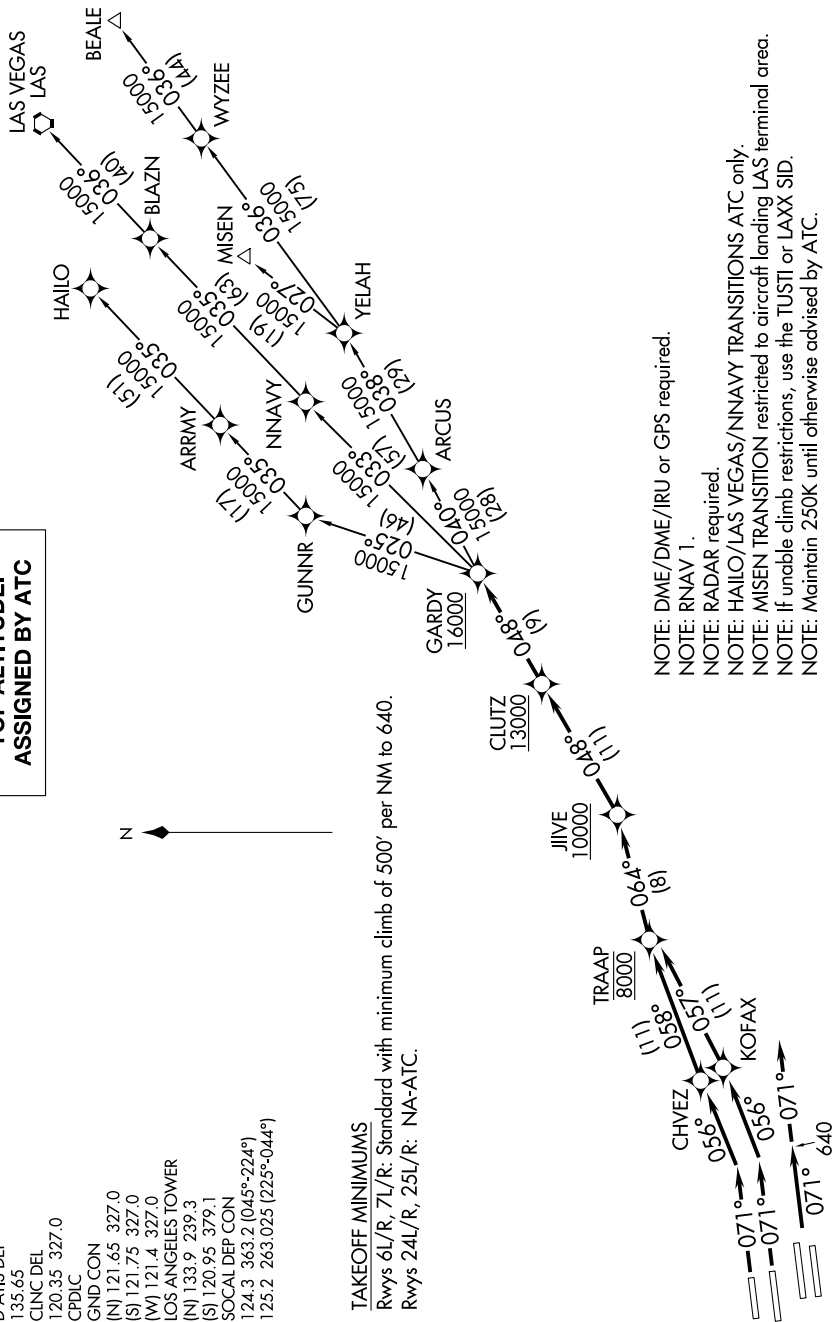 TOP ALTITUDE:
ASSIGNED BY ATC
D-ATIS DEP
135.65
CLNC DEL
120.35 327.0
CPDLC
GND CON
(N) 121.65 327.0
(S) 121.75 327.0
(W) 121.4 327.0
LOS ANGELES TOWER
(N) 133.9 239.3
(S) 120.95 379.1
SOCAL DEP CON
124.3 363.2 (045°-224°)
125.2 263.025 (225°-044°)
N
TAKEOFF MINIMUMS
Rwys 6L/R, 7L/R: Standard with minimum climb of 500' per NM to 640.
Rwys 24L/R, 25L/R: NA-ATC.
LAS VEGAS
LAS
BEALE
15000
036°
(44)
WYZEE
15000
036°
(40)
BLAZN
HAILO
15000
035°
(51)
ARRMY
15000
035°
(17)
GUNNR
15000
025°
(46)
15000
035°
(63)
NNAVY
15000
033°
(57)
MISEN
15000
027°
(19)
036°
15000
(75)
YELAH
15000
038°
(29)
ARCUS
040°
15000
(28)
GARDY
16000
048°
(9)
CLUTZ
13000
048°
(11)
JIIVE
10000
064°
(8)
TRAAP
8000
(11)
058°
057°
(11)
CHVEZ
KOFAX
056°
056°
071°
071°
071°
071°
640
NOTE: DME/DME/IRU or GPS required.
NOTE: RNAV 1.
NOTE: RADAR required.
NOTE: HAILO/LAS VEGAS/NNAVY TRANSITIONS ATC only.
NOTE: MISEN TRANSITION restricted to aircraft landing LAS terminal area.
NOTE: If unable climb restrictions, use the TUSTI or LAXX SID.
NOTE: Maintain 250K until otherwise advised by ATC.